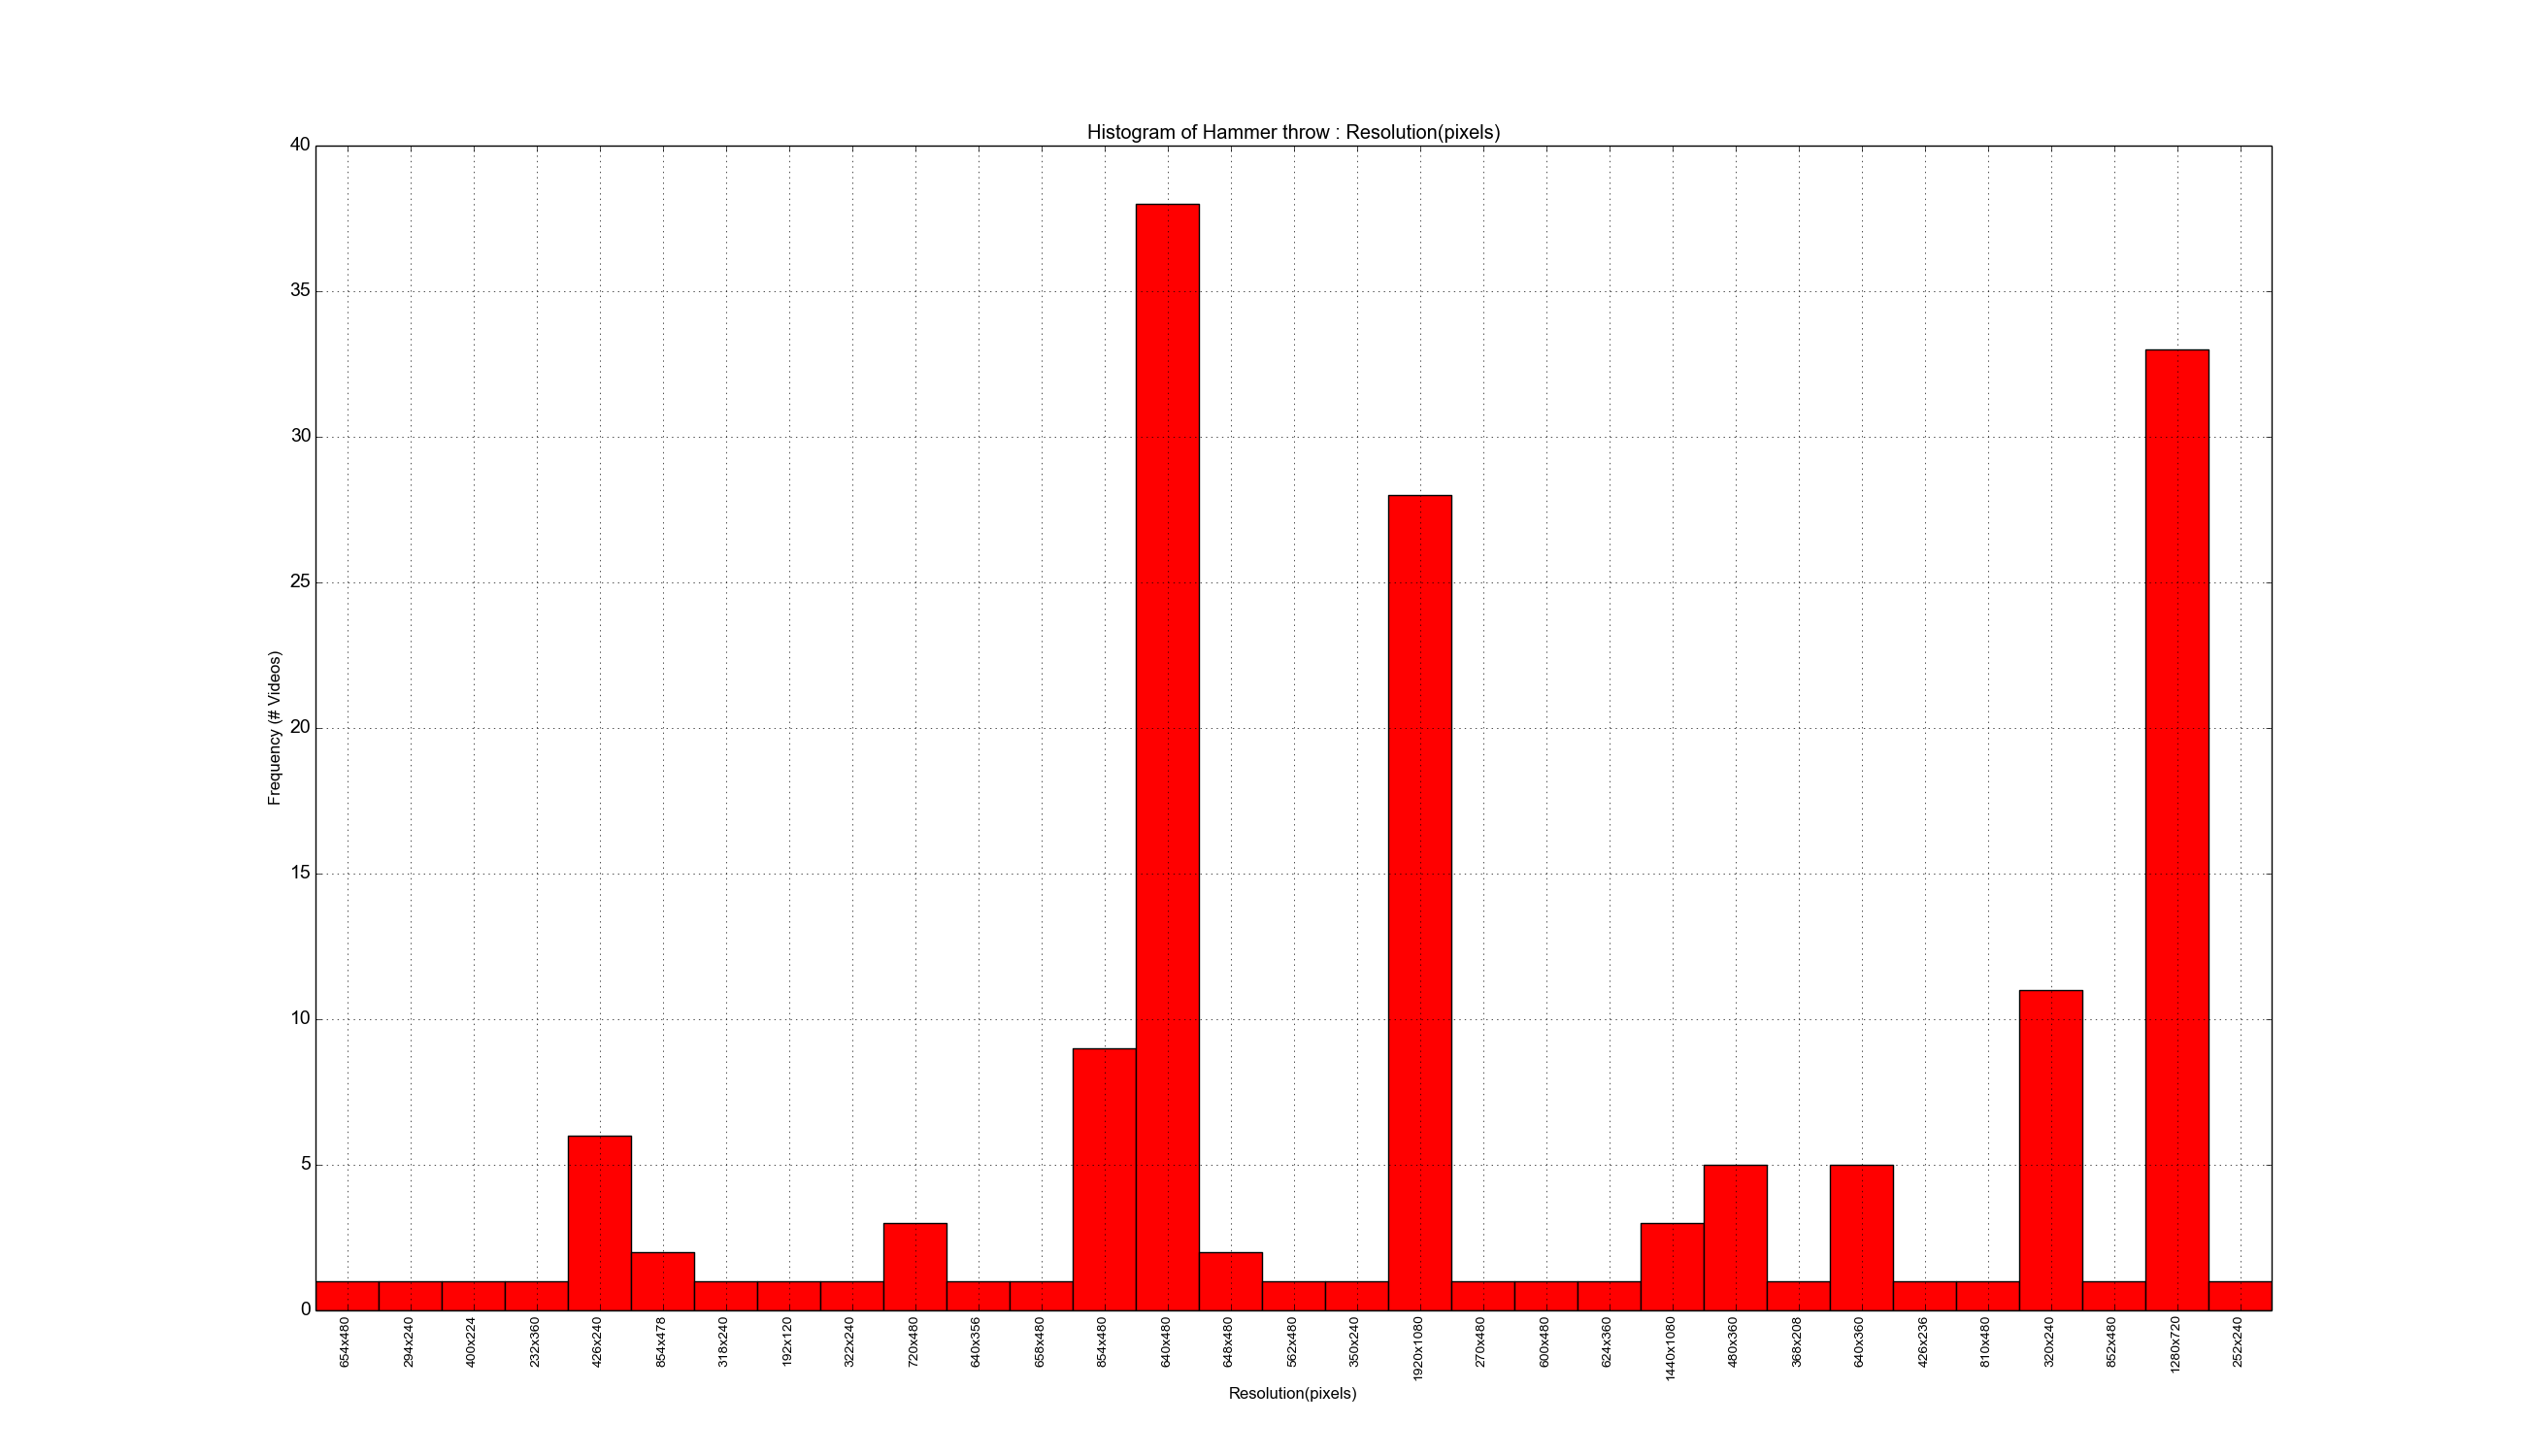 Histogram of Hammer throw : Resolution(pixels)
40
35
30
25
20
15
10
5
0
Frequency (# Videos)
654x480
294x240
400x224
232x360
426x240
854x478
318x240
192x120
322x240
720x480
640x356
658x480
854x480
640x480
648x480
562x480
350x240
1920x1080
270x480
600x480
624x360
1440x1080
480x360
368x208
640x360
426x236
810x480
320x240
852x480
1280x720
252x240
Resolution(pixels)